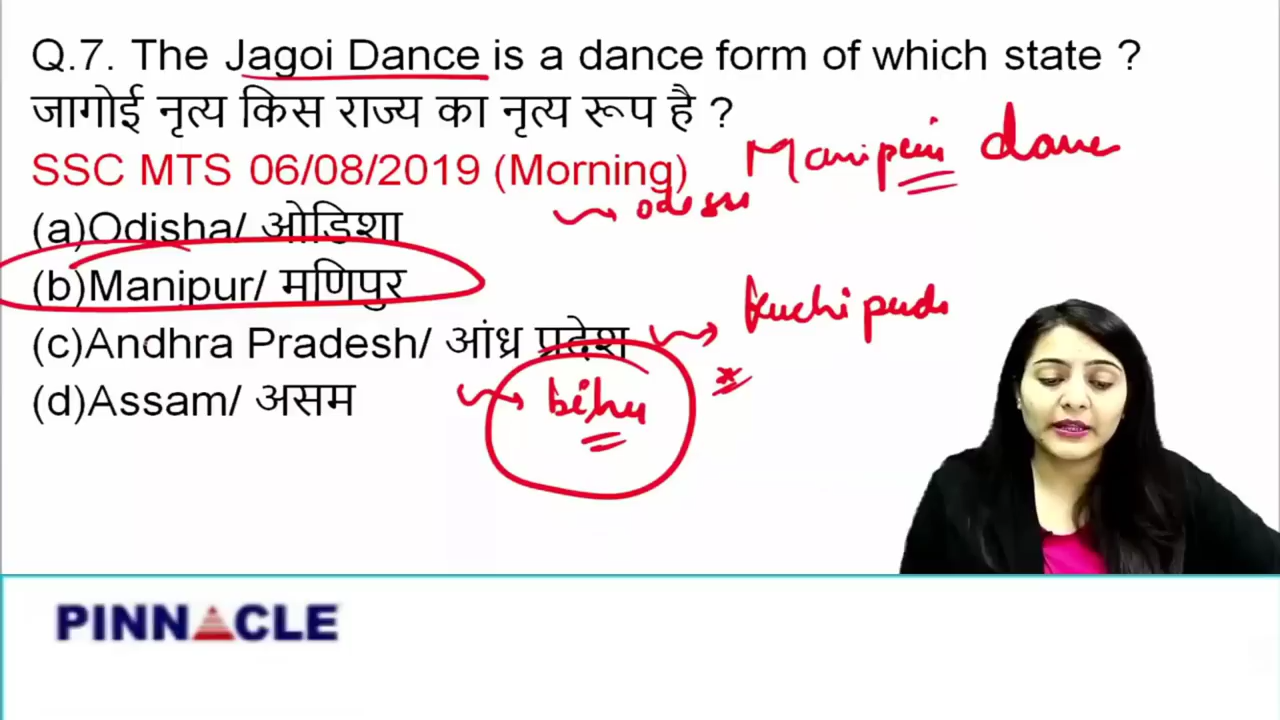 Q.7. The Jagoi Dance is a dance form of which state ?
जागोई नृत्य किस राज्य का नृत्य रूप है ?
Manipuri dance
SSC MTS 06/08/2019 (Morning)
(a)Odisha/ ओडिशा
(b)Manipur/ मणिपुर
kuchipudi
(c)Andhra Pradesh/ आंध्र प्रदेश
(d)Assam/ असम
bihu
PINNACLE